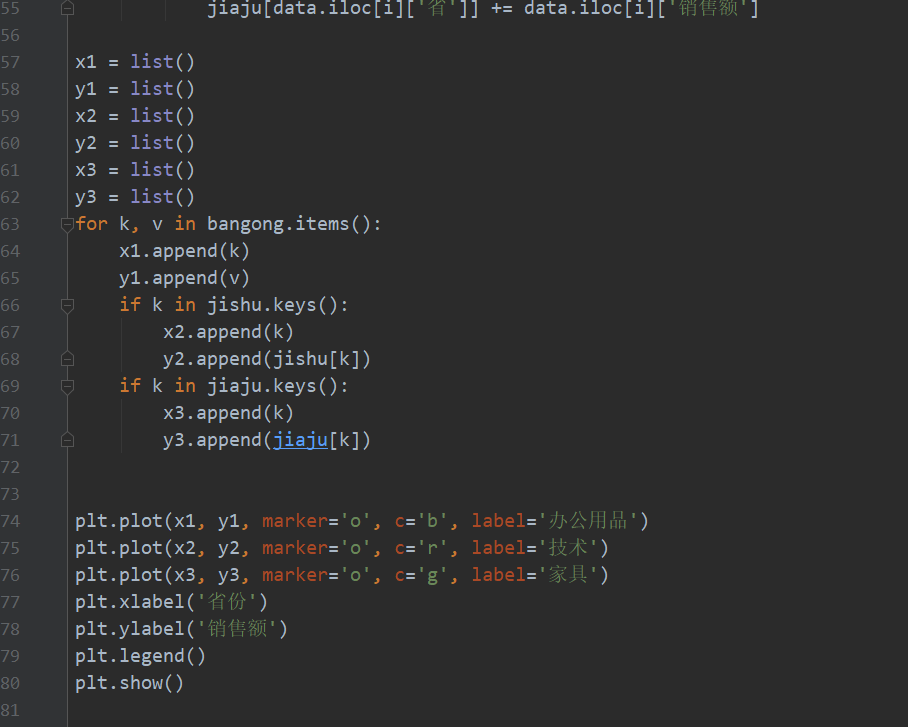 55 jiaju[data.iloc[i]['省']] += data.iloc[i]['销售额']
56
57 x1 = list()
58 y1 = list()
59 x2 = list()
60 y2 = list()
61 x3 = list()
62 y3 = list()
63 for k, v in bangong.items():
64     x1.append(k)
65     y1.append(v)
66     if k in jishu.keys():
67         x2.append(k)
68         y2.append(jishu[k])
69     if k in jiaju.keys():
70         x3.append(k)
71         y3.append(jiaju[k])
72
73
74 plt.plot(x1, y1, marker='o', c='b', label='办公用品')
75 plt.plot(x2, y2, marker='o', c='r', label='技术')
76 plt.plot(x3, y3, marker='o', c='g', label='家具')
77 plt.xlabel('省份')
78 plt.ylabel('销售额')
79 plt.legend()
80 plt.show()
81